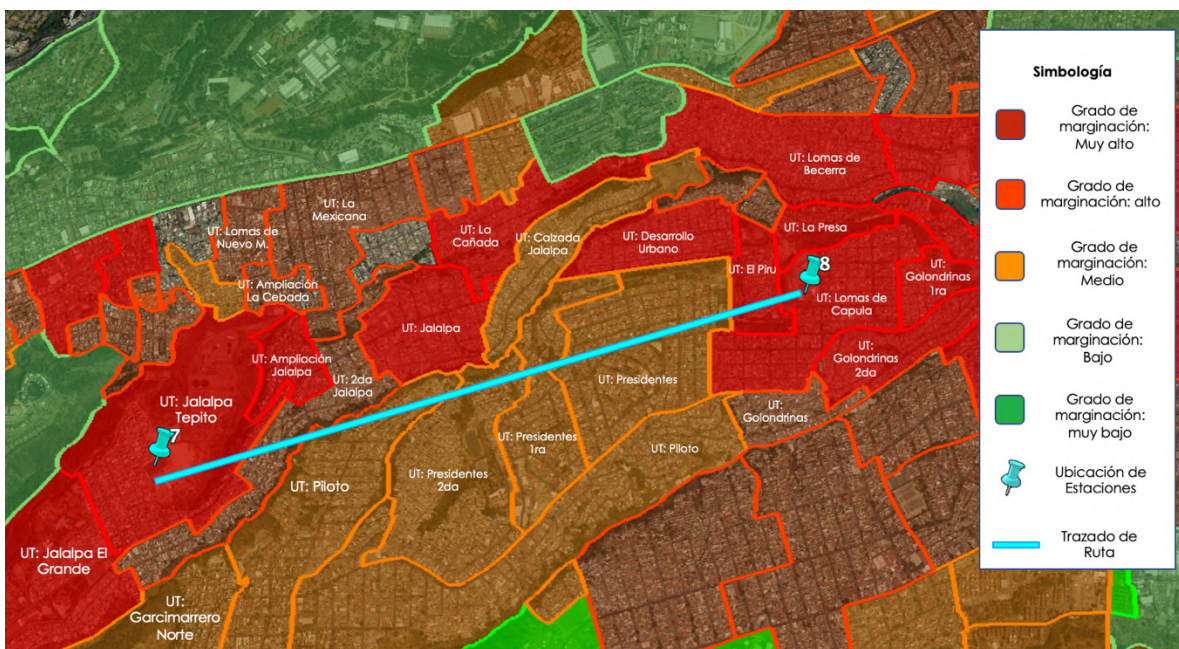 UT: La
Mexicana
UT: Lomas de
Nuevo M.
UT: Ampliación
La Cebada
UT: La
Cañada
UT: Calzada
Jalalpa
UT: Desarrollo
Urbano
UT: Lomas de
Becerra
UT: La Presa
UT: El Piru
8
UT: Golondrinas
1ra
UT: Lomas de
Capula
UT: Jalalpa
UT: Ampliación
Jalalpa
UT: 2da
Jalalpa
UT: Golondrinas
2da
UT: Jalalpa
Tepito
7
UT: Presidentes
UT: Golondrinas
UT: Presidentes
1ra
UT: Piloto
UT: Presidentes
2da
UT: Piloto
UT: Jalalpa El
Grande
UT:
Garcimarrero
Norte
Simbología
Grado de
marginación:
Muy alto
Grado de
marginación: alto
Grado de
marginación:
Medio
Grado de
marginación:
Bajo
Grado de
marginación:
muy bajo
Ubicación de
Estaciones
Trazado de
Ruta